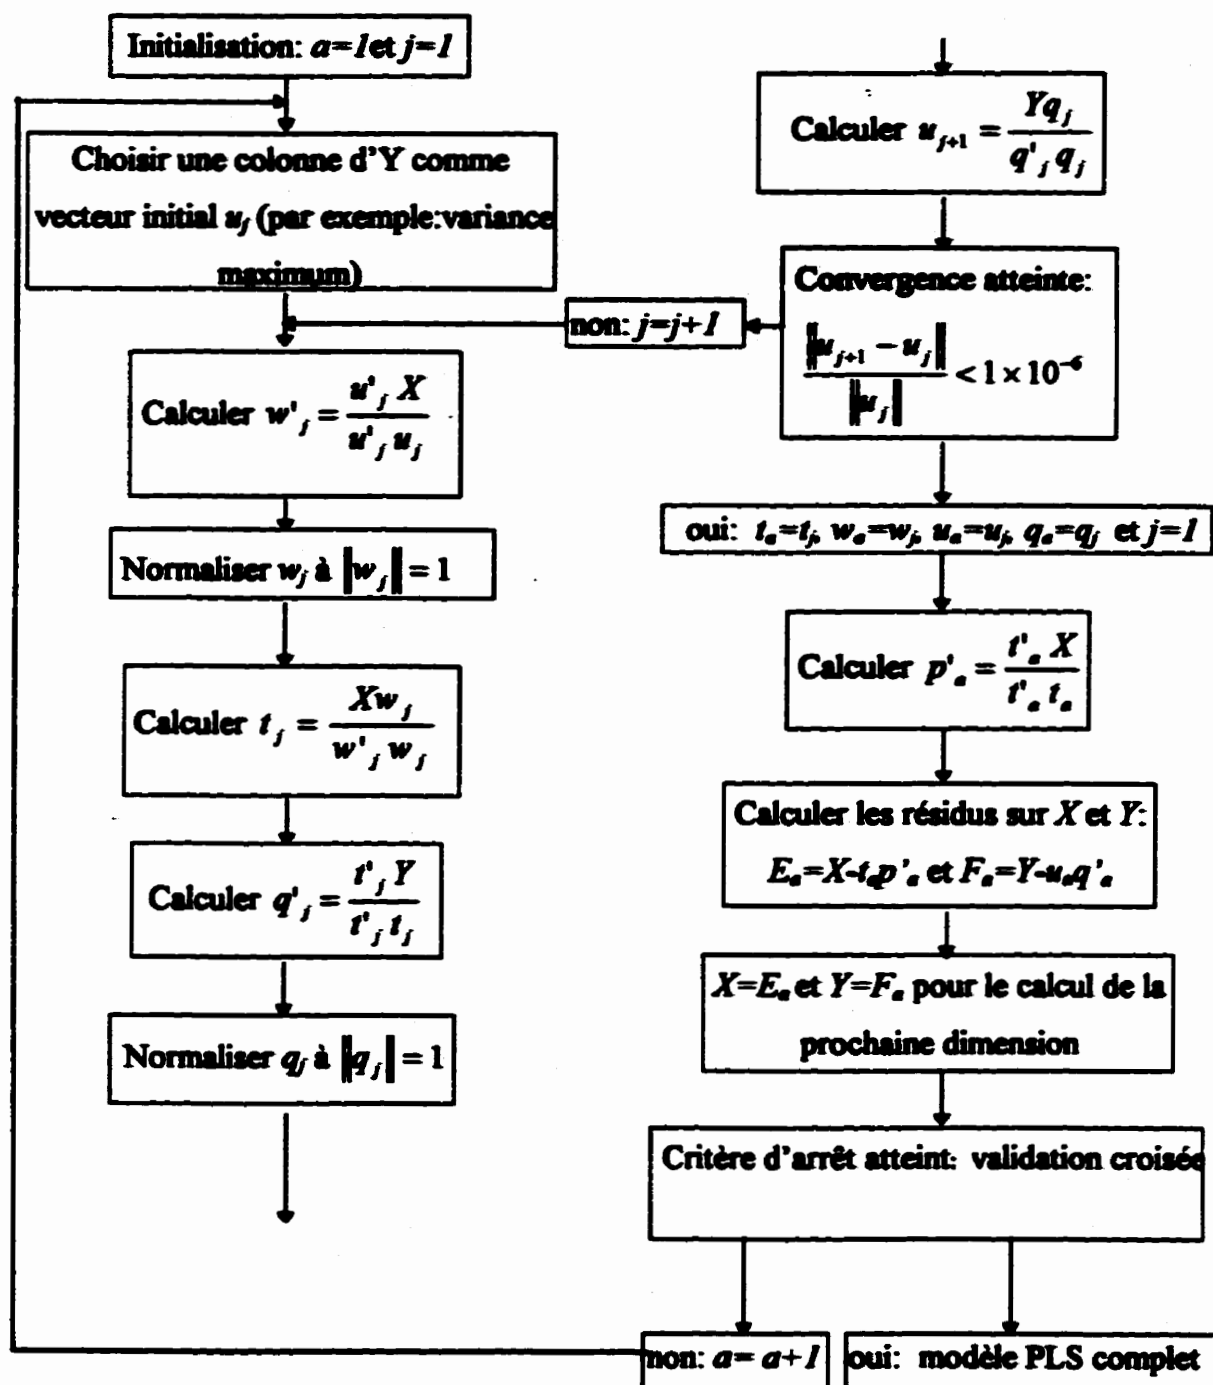 Initialisation: a=1 et j=1
Choisir une colonne d'Y comme
vecteur initial u_j (par exemple:variance
maximum)
Calculer w'_j = u'_j X / u'_j u_j
Normaliser w_j à ‖w_j‖ = 1
Calculer t_j = Xw_j / w'_j w_j
Calculer q'_j = t'_j Y / t'_j t_j
Normaliser q_j à ‖q_j‖ = 1
Calculer u_{j+1} = Yq_j / q'_j q_j
Convergence atteinte:
‖u_{j+1} − u_j‖ / ‖u_j‖ < 1 × 10^{−6}
non: j=j+1
oui: t_a=t_j, w_a=w_j, u_a=u_j, q_a=q_j et j=1
Calculer p'_a = t'_a X / t'_a t_a
Calculer les résidus sur X et Y:
E_a=X-t_a p'_a et F_a=Y-u_a q'_a
X=E_a et Y=F_a pour le calcul de la
prochaine dimension
Critère d'arrêt atteint: validation croisée
non: a= a+1
oui: modèle PLS complet